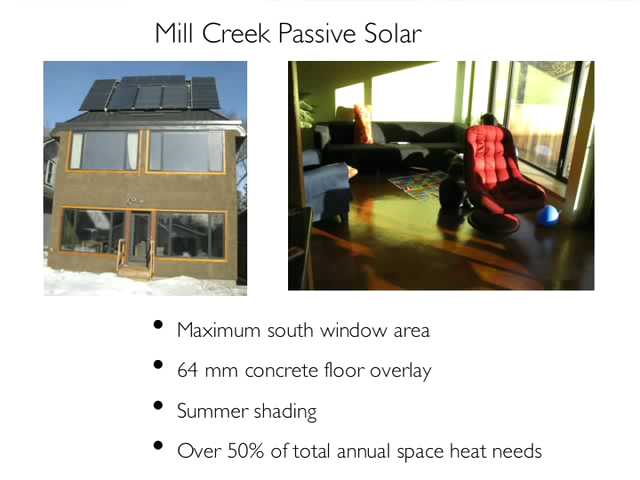 Mill Creek Passive Solar
• Maximum south window area
• 64 mm concrete floor overlay
• Summer shading
• Over 50% of total annual space heat needs